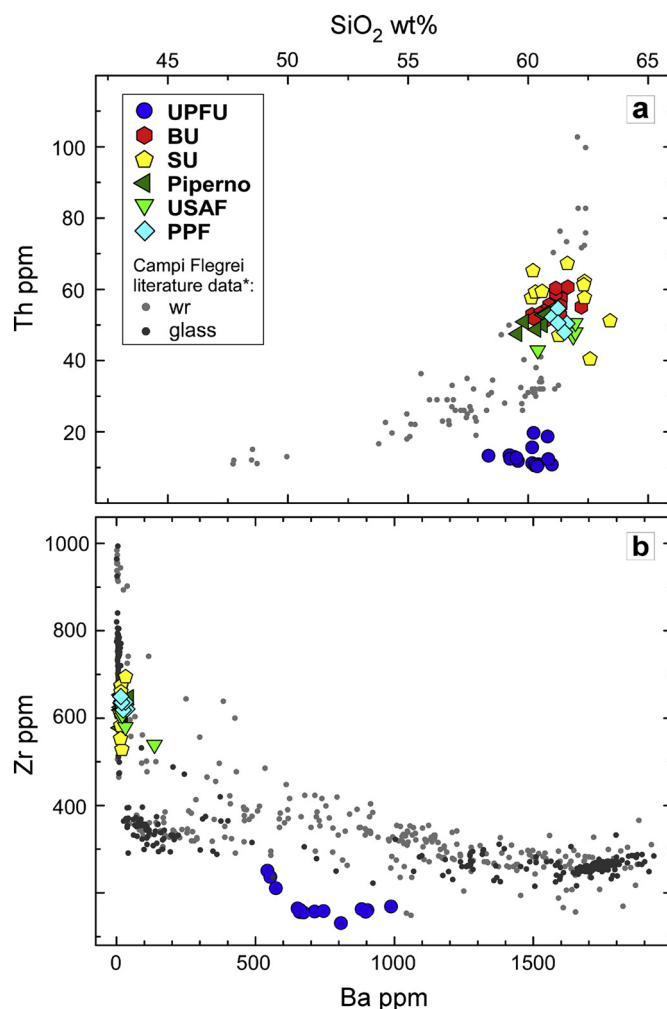 SiO2 wt%
45 50 55 60 65
a
UPFU
BU
SU
Piperno
USAF
PPF
Campi Flegrei
literature data*:
wr
glass
Th ppm
100
80
60
40
20
b
Zr ppm
1000
800
600
400
0 500 1000 1500
Ba ppm